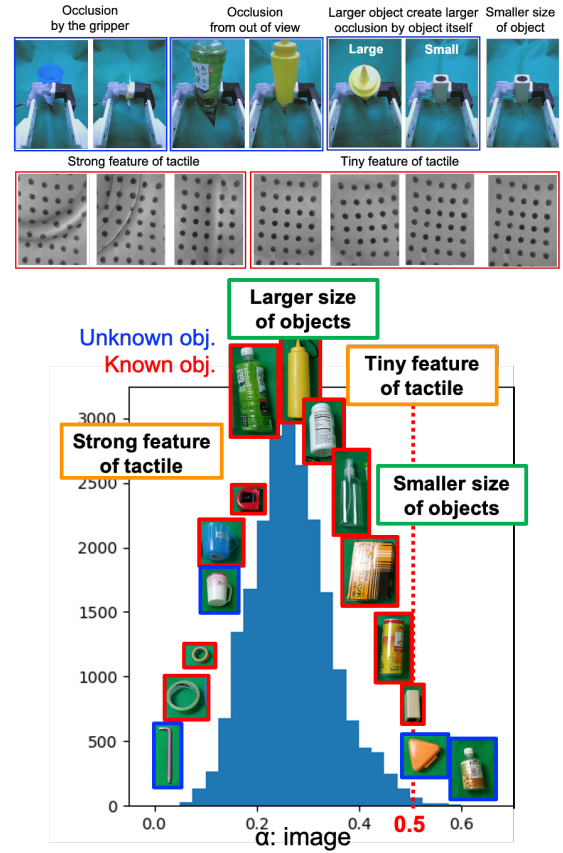 Occlusion
by the gripper
Occlusion
from out of view
Larger object create larger
occlusion by object itself
Smaller size
of object
Large
Small
Strong feature of tactile
Tiny feature of tactile
Larger size
of objects
Unknown obj.
Known obj.
Tiny feature
of tactile
Strong feature
of tactile
Smaller size
of objects
3000
2500
2000
1500
1000
500
0
0.0
0.2
0.4
0.5
0.6
α: image